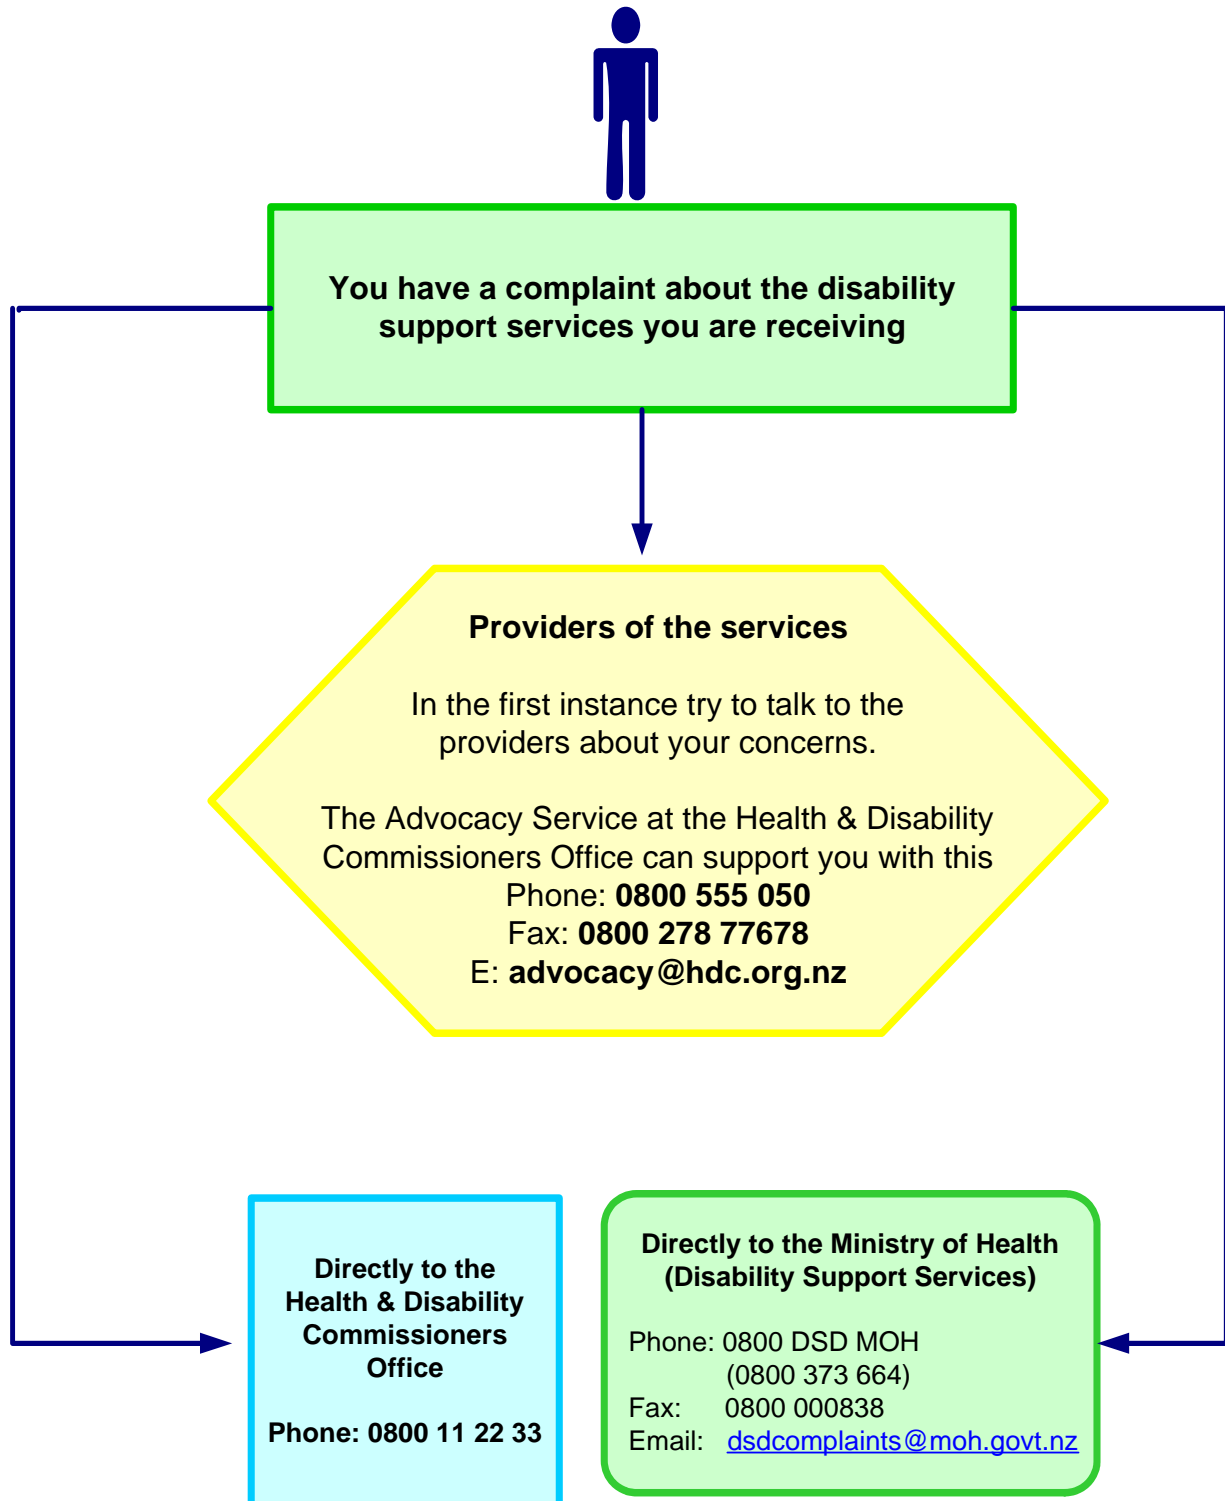 You have a complaint about the disability
support services you are receiving
Providers of the services
In the first instance try to talk to the
providers about your concerns.
The Advocacy Service at the Health & Disability
Commissioners Office can support you with this
Phone: 0800 555 050
Fax: 0800 278 77678
E: advocacy@hdc.org.nz
Directly to the
Health & Disability
Commissioners
Office
Phone: 0800 11 22 33
Directly to the Ministry of Health
(Disability Support Services)
Phone: 0800 DSD MOH
(0800 373 664)
Fax: 0800 000838
Email: dsdcomplaints@moh.govt.nz